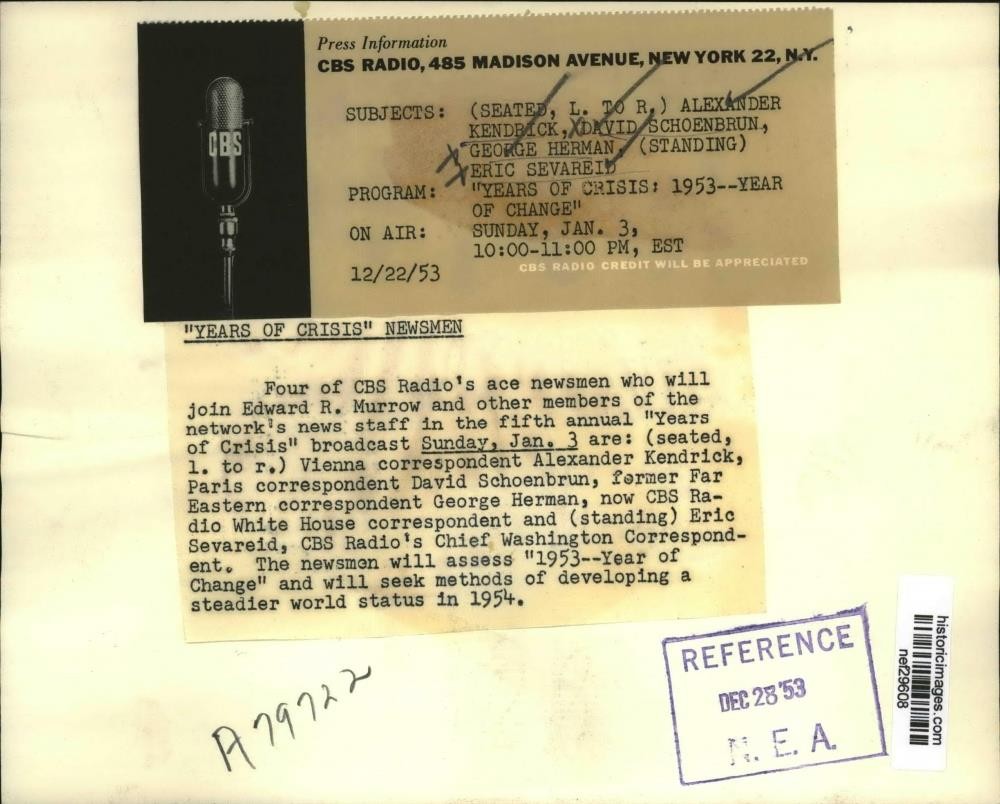 Press Information
CBS RADIO, 485 MADISON AVENUE, NEW YORK 22, N.Y.
CBS
SUBJECTS: (SEATED, L. TO R.) ALEXANDER
KENDRICK, DAVID SCHOENBRUN,
GEORGE HERMAN, (STANDING)
ERIC SEVAREID
PROGRAM: "YEARS OF CRISIS: 1953--YEAR
OF CHANGE"
ON AIR: SUNDAY, JAN. 3,
10:00-11:00 PM, EST
CBS RADIO CREDIT WILL BE APPRECIATED
12/22/53
"YEARS OF CRISIS" NEWSMEN
Four of CBS Radio's ace newsmen who will
join Edward R. Murrow and other members of the
network's news staff in the fifth annual "Years
of Crisis" broadcast Sunday, Jan. 3 are: (seated,
l. to r.) Vienna correspondent Alexander Kendrick,
Paris correspondent David Schoenbrun, former Far
Eastern correspondent George Herman, now CBS Ra-
dio White House correspondent and (standing) Eric
Sevareid, CBS Radio's Chief Washington Correspond-
ent. The newsmen will assess "1953--Year of
Change" and will seek methods of developing a
steadier world status in 1954.
A79722
REFERENCE
DEC 28 '53
N. E. A.
historicimages.com
nef29608